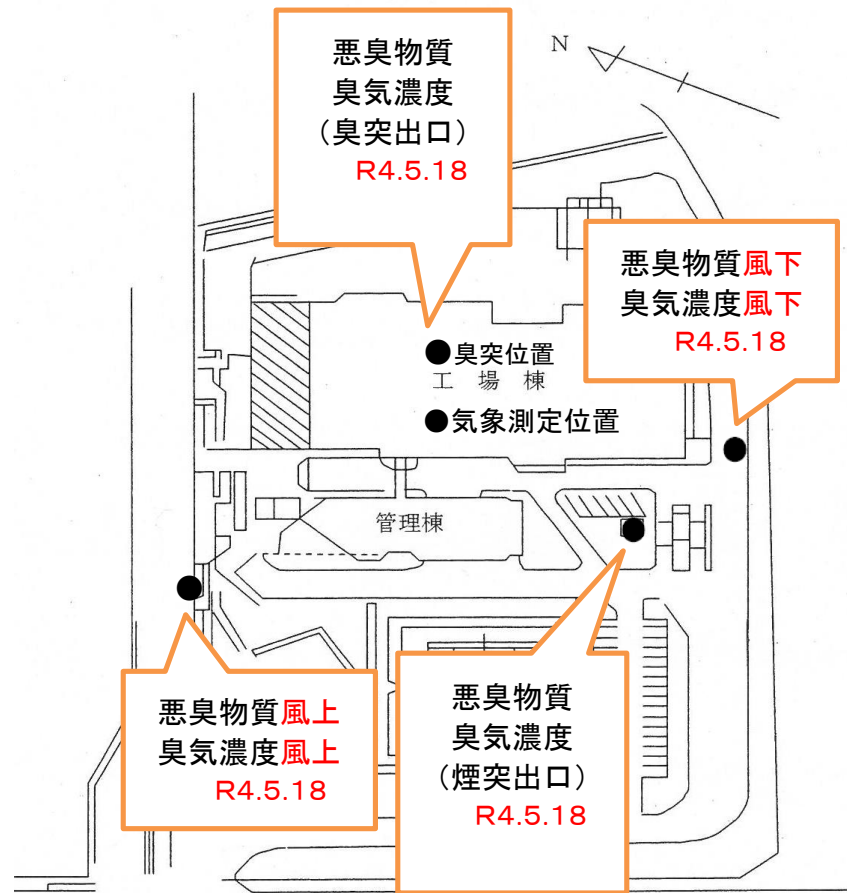 N
悪臭物質
臭気濃度
（臭突出口）
R4.5.18
悪臭物質風下
臭気濃度風下
R4.5.18
●臭突位置
工場棟
●気象測定位置
管理棟
悪臭物質風上
臭気濃度風上
R4.5.18
悪臭物質
臭気濃度
（煙突出口）
R4.5.18